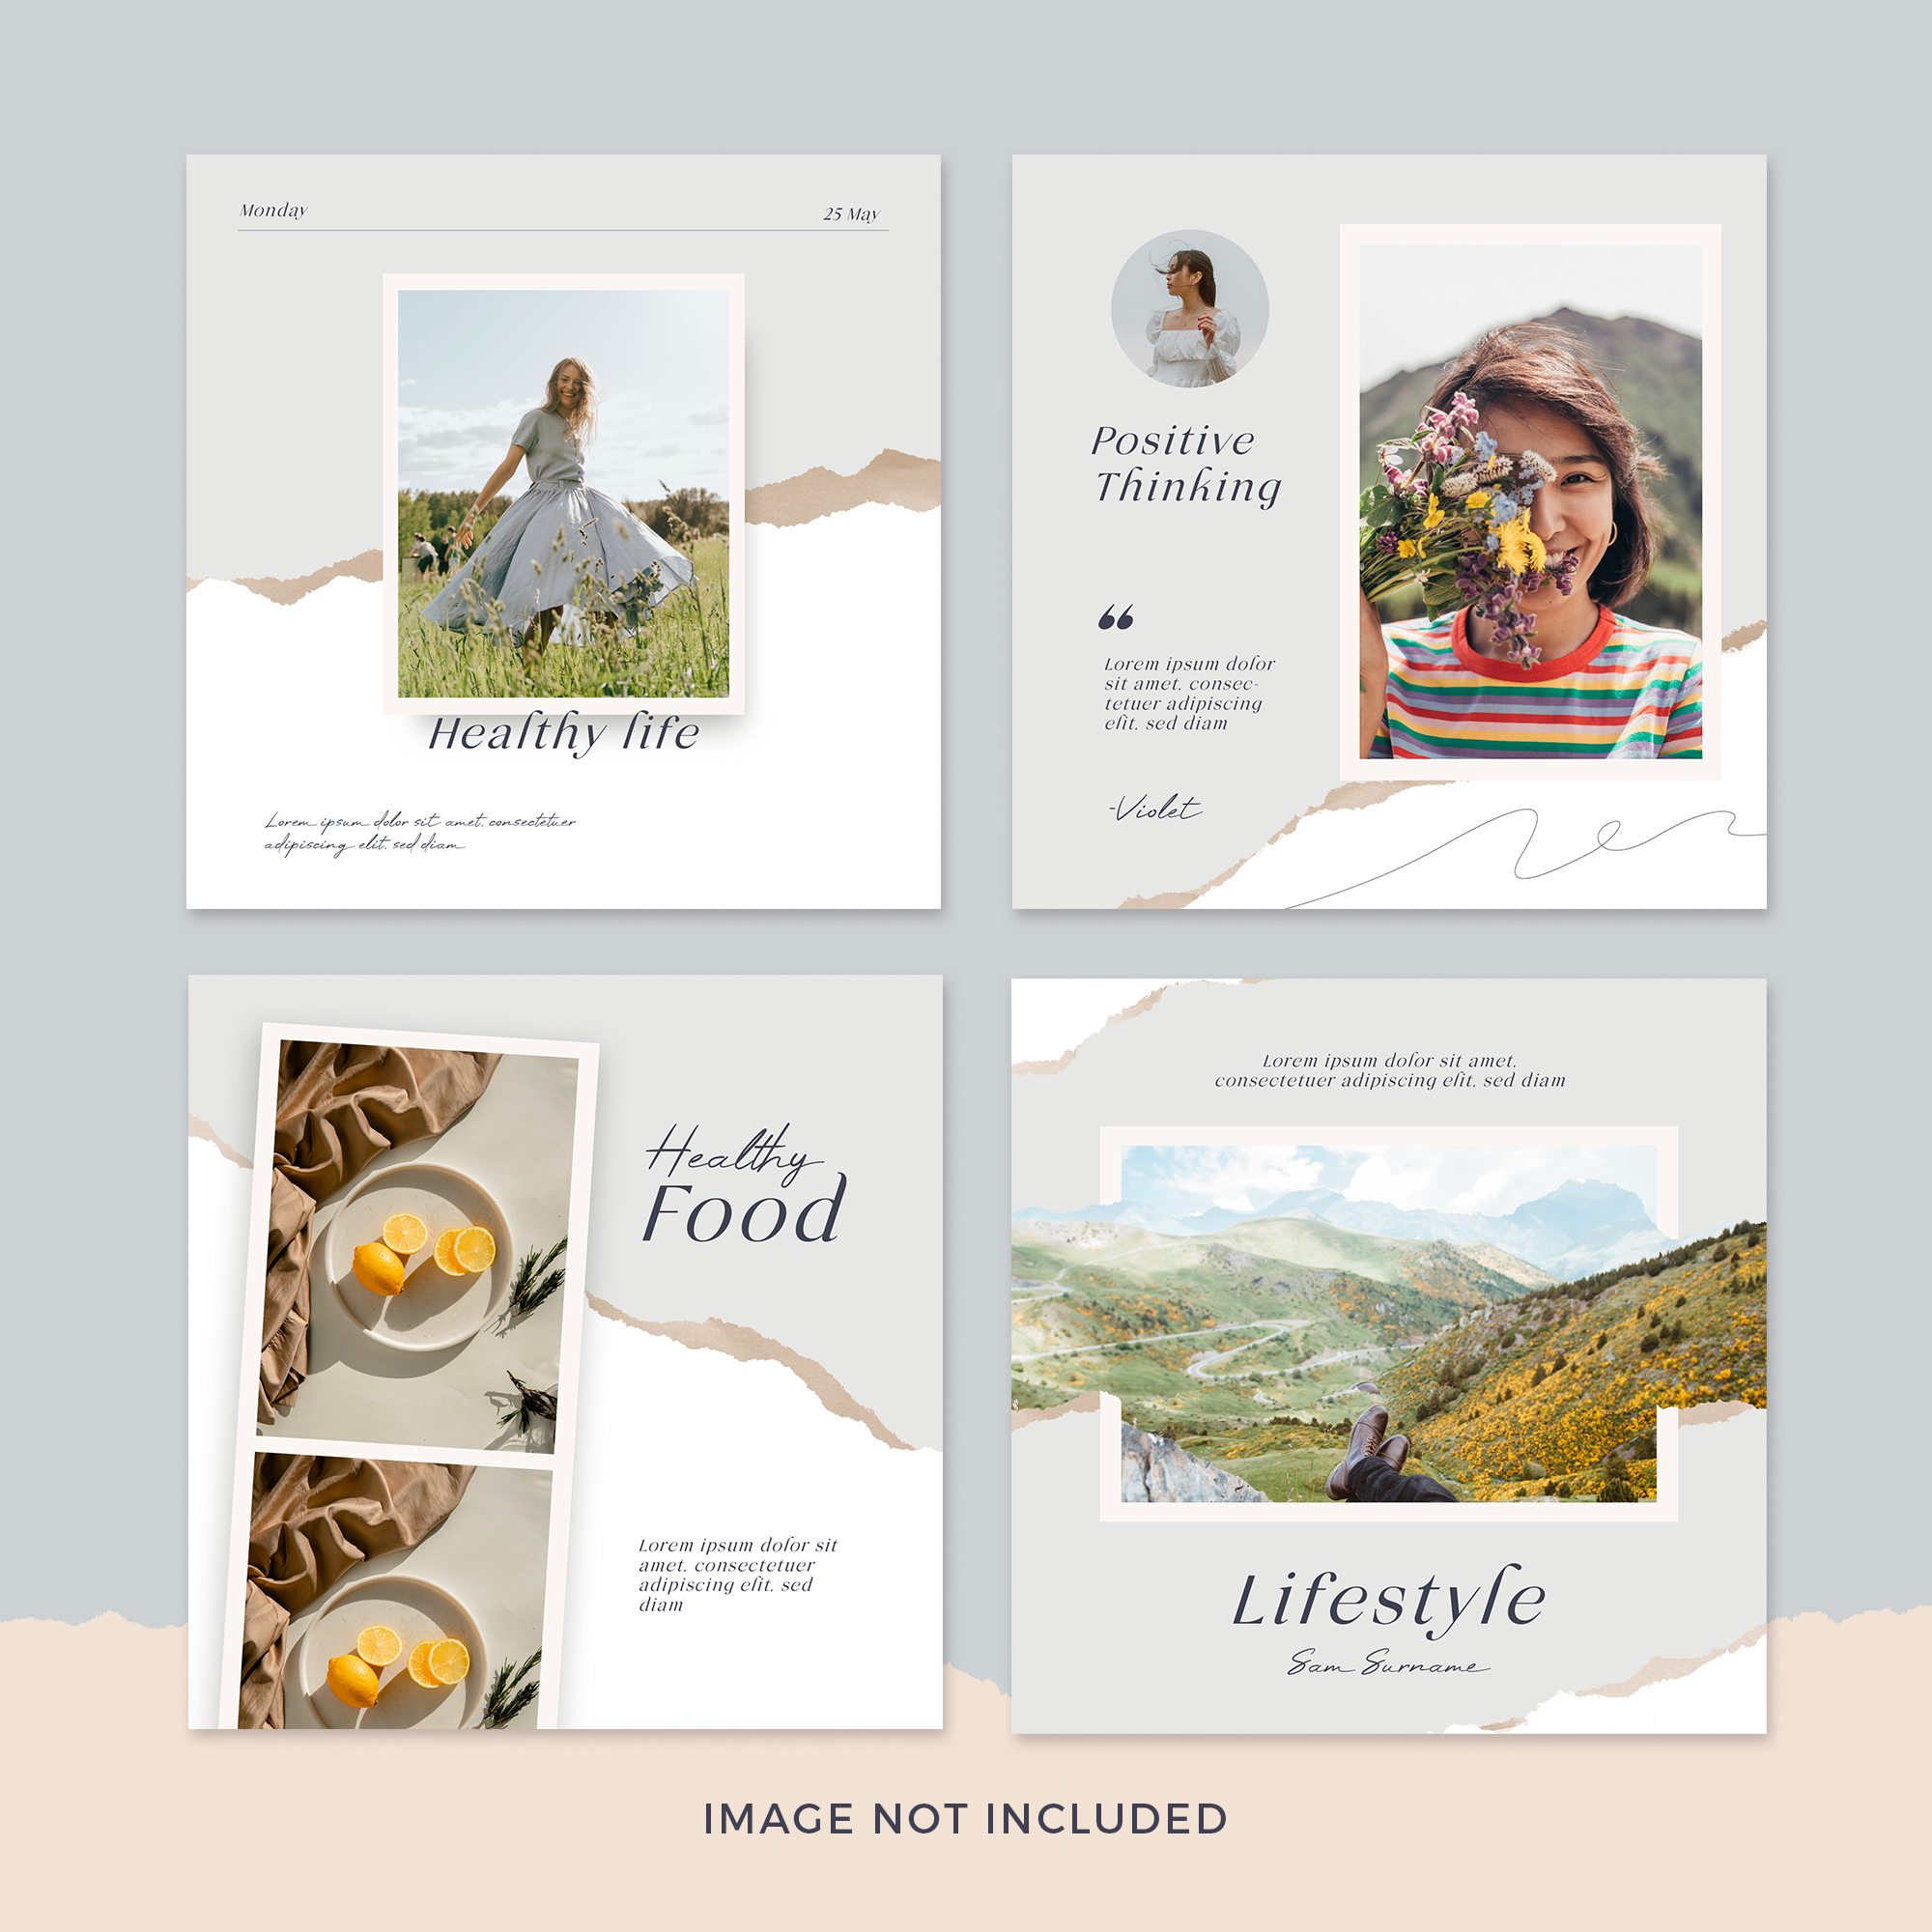 Monday
25 May
Healthy life
Lorem ipsum dolor sit amet, consectetuer
adipiscing elit, sed diam
Positive
Thinking
“
Lorem ipsum dolor
sit amet, consec-
tetuer adipiscing
elit, sed diam
-Violet
Healthy
Food
Lorem ipsum dolor sit
amet, consectetuer
adipiscing elit, sed
diam
Lorem ipsum dolor sit amet,
consectetuer adipiscing elit, sed diam
Lifestyle
Sam Surname
IMAGE NOT INCLUDED